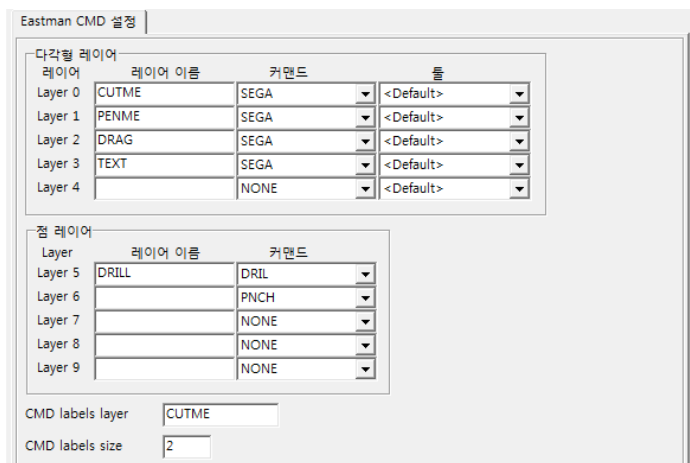 Eastman CMD 설정
다각형 레이어
레이어 레이어 이름 커맨드 툴
Layer 0 CUTME SEGA <Default>
Layer 1 PENME SEGA <Default>
Layer 2 DRAG SEGA <Default>
Layer 3 TEXT SEGA <Default>
Layer 4 NONE <Default>
점 레이어
Layer 레이어 이름 커맨드
Layer 5 DRILL DRIL
Layer 6 PNCH
Layer 7 NONE
Layer 8 NONE
Layer 9 NONE
CMD labels layer CUTME
CMD labels size 2